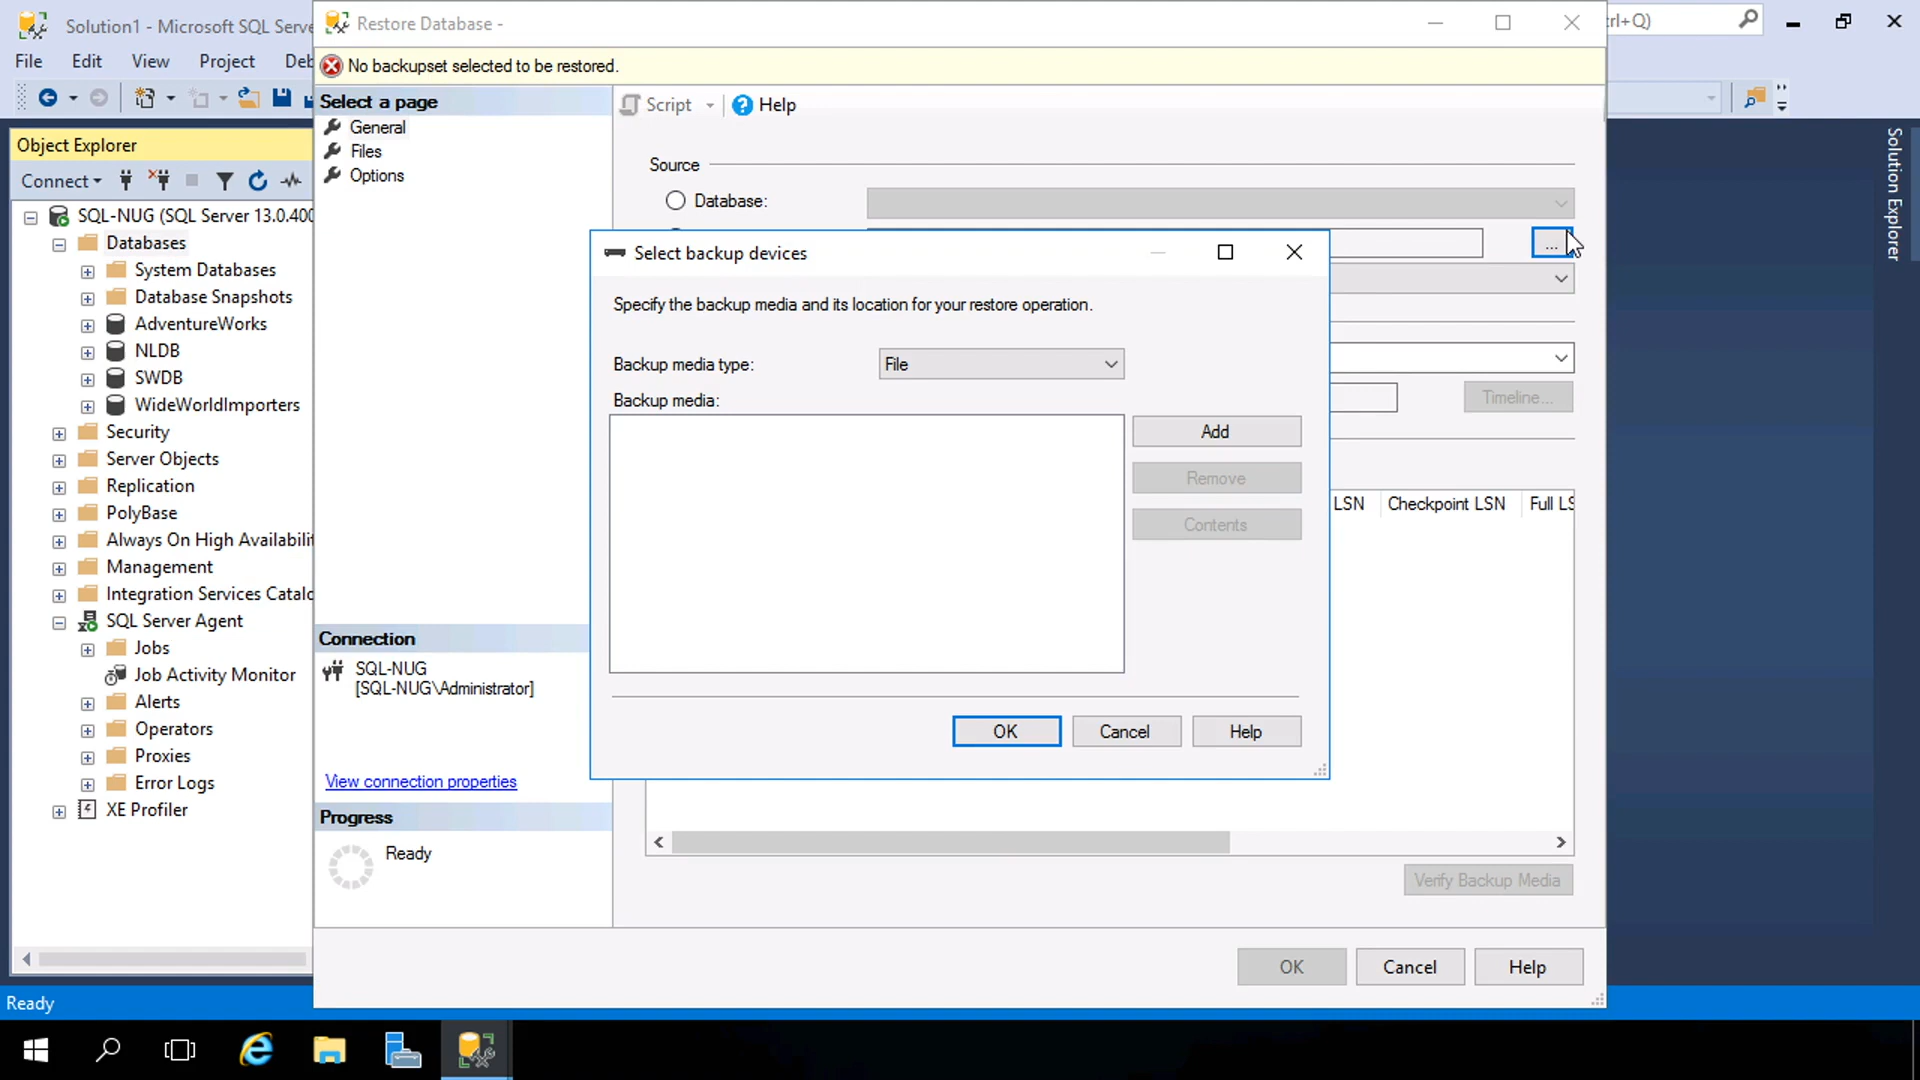 Solution1 - Microsoft SQL Serve
Restore Database -
rl+Q)
File Edit View Project Deb
No backupset selected to be restored.
Select a page
General
Files
Options
Script Help
Object Explorer
Connect
SQL-NUG (SQL Server 13.0.400
Databases
System Databases
Database Snapshots
AdventureWorks
NLDB
SWDB
WideWorldImporters
Security
Server Objects
Replication
PolyBase
Always On High Availabili
Management
Integration Services Catalo
SQL Server Agent
Jobs
Job Activity Monitor
Alerts
Operators
Proxies
Error Logs
XE Profiler
Source
Database:
...
Select backup devices
Specify the backup media and its location for your restore operation.
Backup media type: File
Backup media:
Add
Remove
Contents
OK Cancel Help
Timeline...
LSN Checkpoint LSN Full LS
Connection
SQL-NUG
[SQL-NUG\Administrator]
View connection properties
Progress
Ready
Verify Backup Media
OK Cancel Help
Solution Explorer
Ready